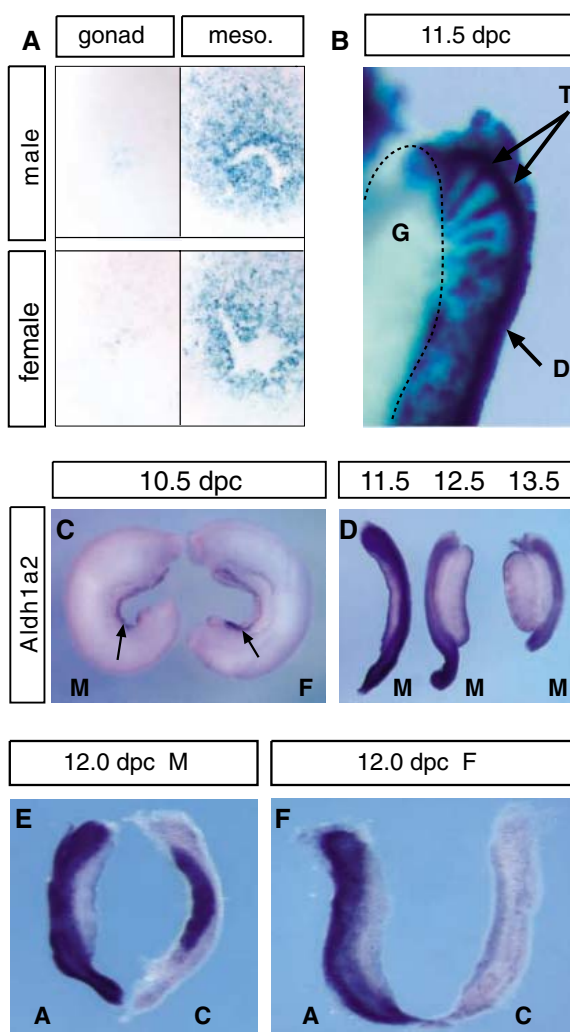 A gonad meso. B 11.5 dpc
male
T
G
female
D
10.5 dpc 11.5 12.5 13.5
C D
Aldh1a2
M F M M M
12.0 dpc M 12.0 dpc F
E F
A C A C